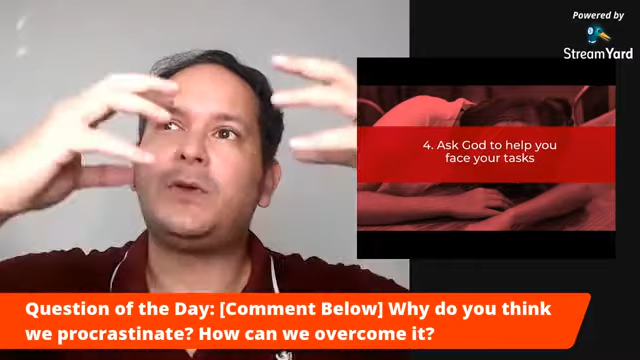 Powered by
StreamYard
4. Ask God to help you
face your tasks
Question of the Day: [Comment Below] Why do you think
we procrastinate? How can we overcome it?